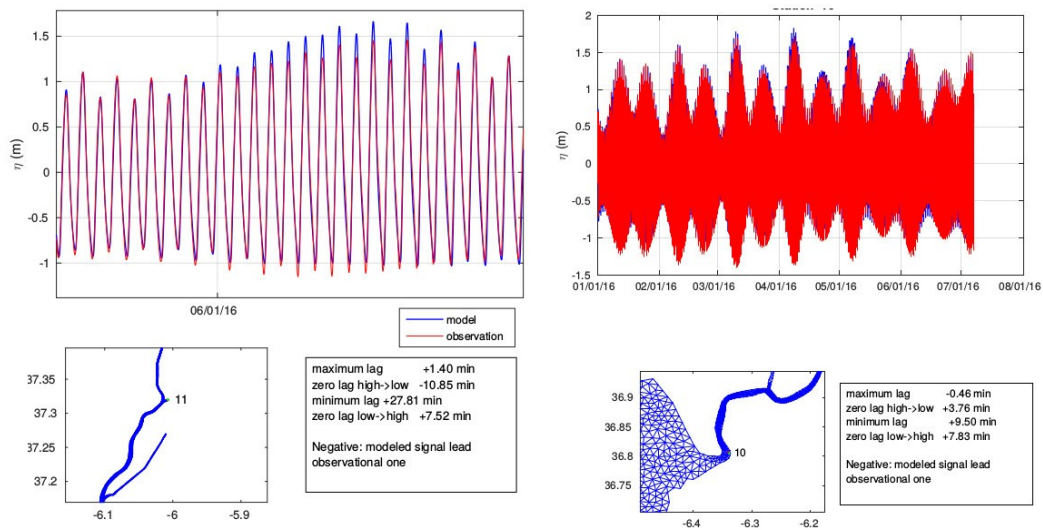 1.5
1
0.5
0
-0.5
-1
η (m)
06/01/16
model
observation
37.35
37.3
37.25
37.2
-6.1
-6
-5.9
11
maximum lag +1.40 min
zero lag high->low -10.85 min
minimum lag +27.81 min
zero lag low->high +7.52 min
Negative: modeled signal lead
observational one
2
1.5
1
0.5
0
-0.5
-1
-1.5
η (m)
01/01/16
02/01/16
03/01/16
04/01/16
05/01/16
06/01/16
07/01/16
08/01/16
36.9
36.85
36.8
36.75
-6.4
-6.3
-6.2
10
maximum lag -0.46 min
zero lag high->low +3.76 min
minimum lag +9.50 min
zero lag low->high +7.83 min
Negative: modeled signal lead
observational one